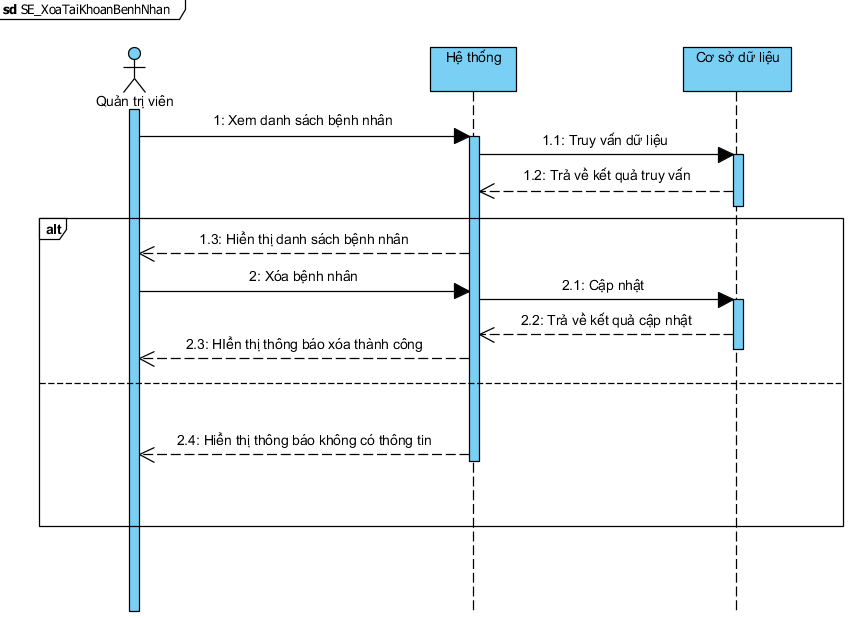 sd SE_XoaTaiKhoanBenhNhan
Hệ thống
Cơ sở dữ liệu
Quản trị viên
1: Xem danh sách bệnh nhân
1.1: Truy vấn dữ liệu
1.2: Trả về kết quả truy vấn
alt
1.3: Hiển thị danh sách bệnh nhân
2: Xóa bệnh nhân
2.1: Cập nhật
2.2: Trả về kết quả cập nhật
2.3: HIển thị thông báo xóa thành công
2.4: Hiển thị thông báo không có thông tin